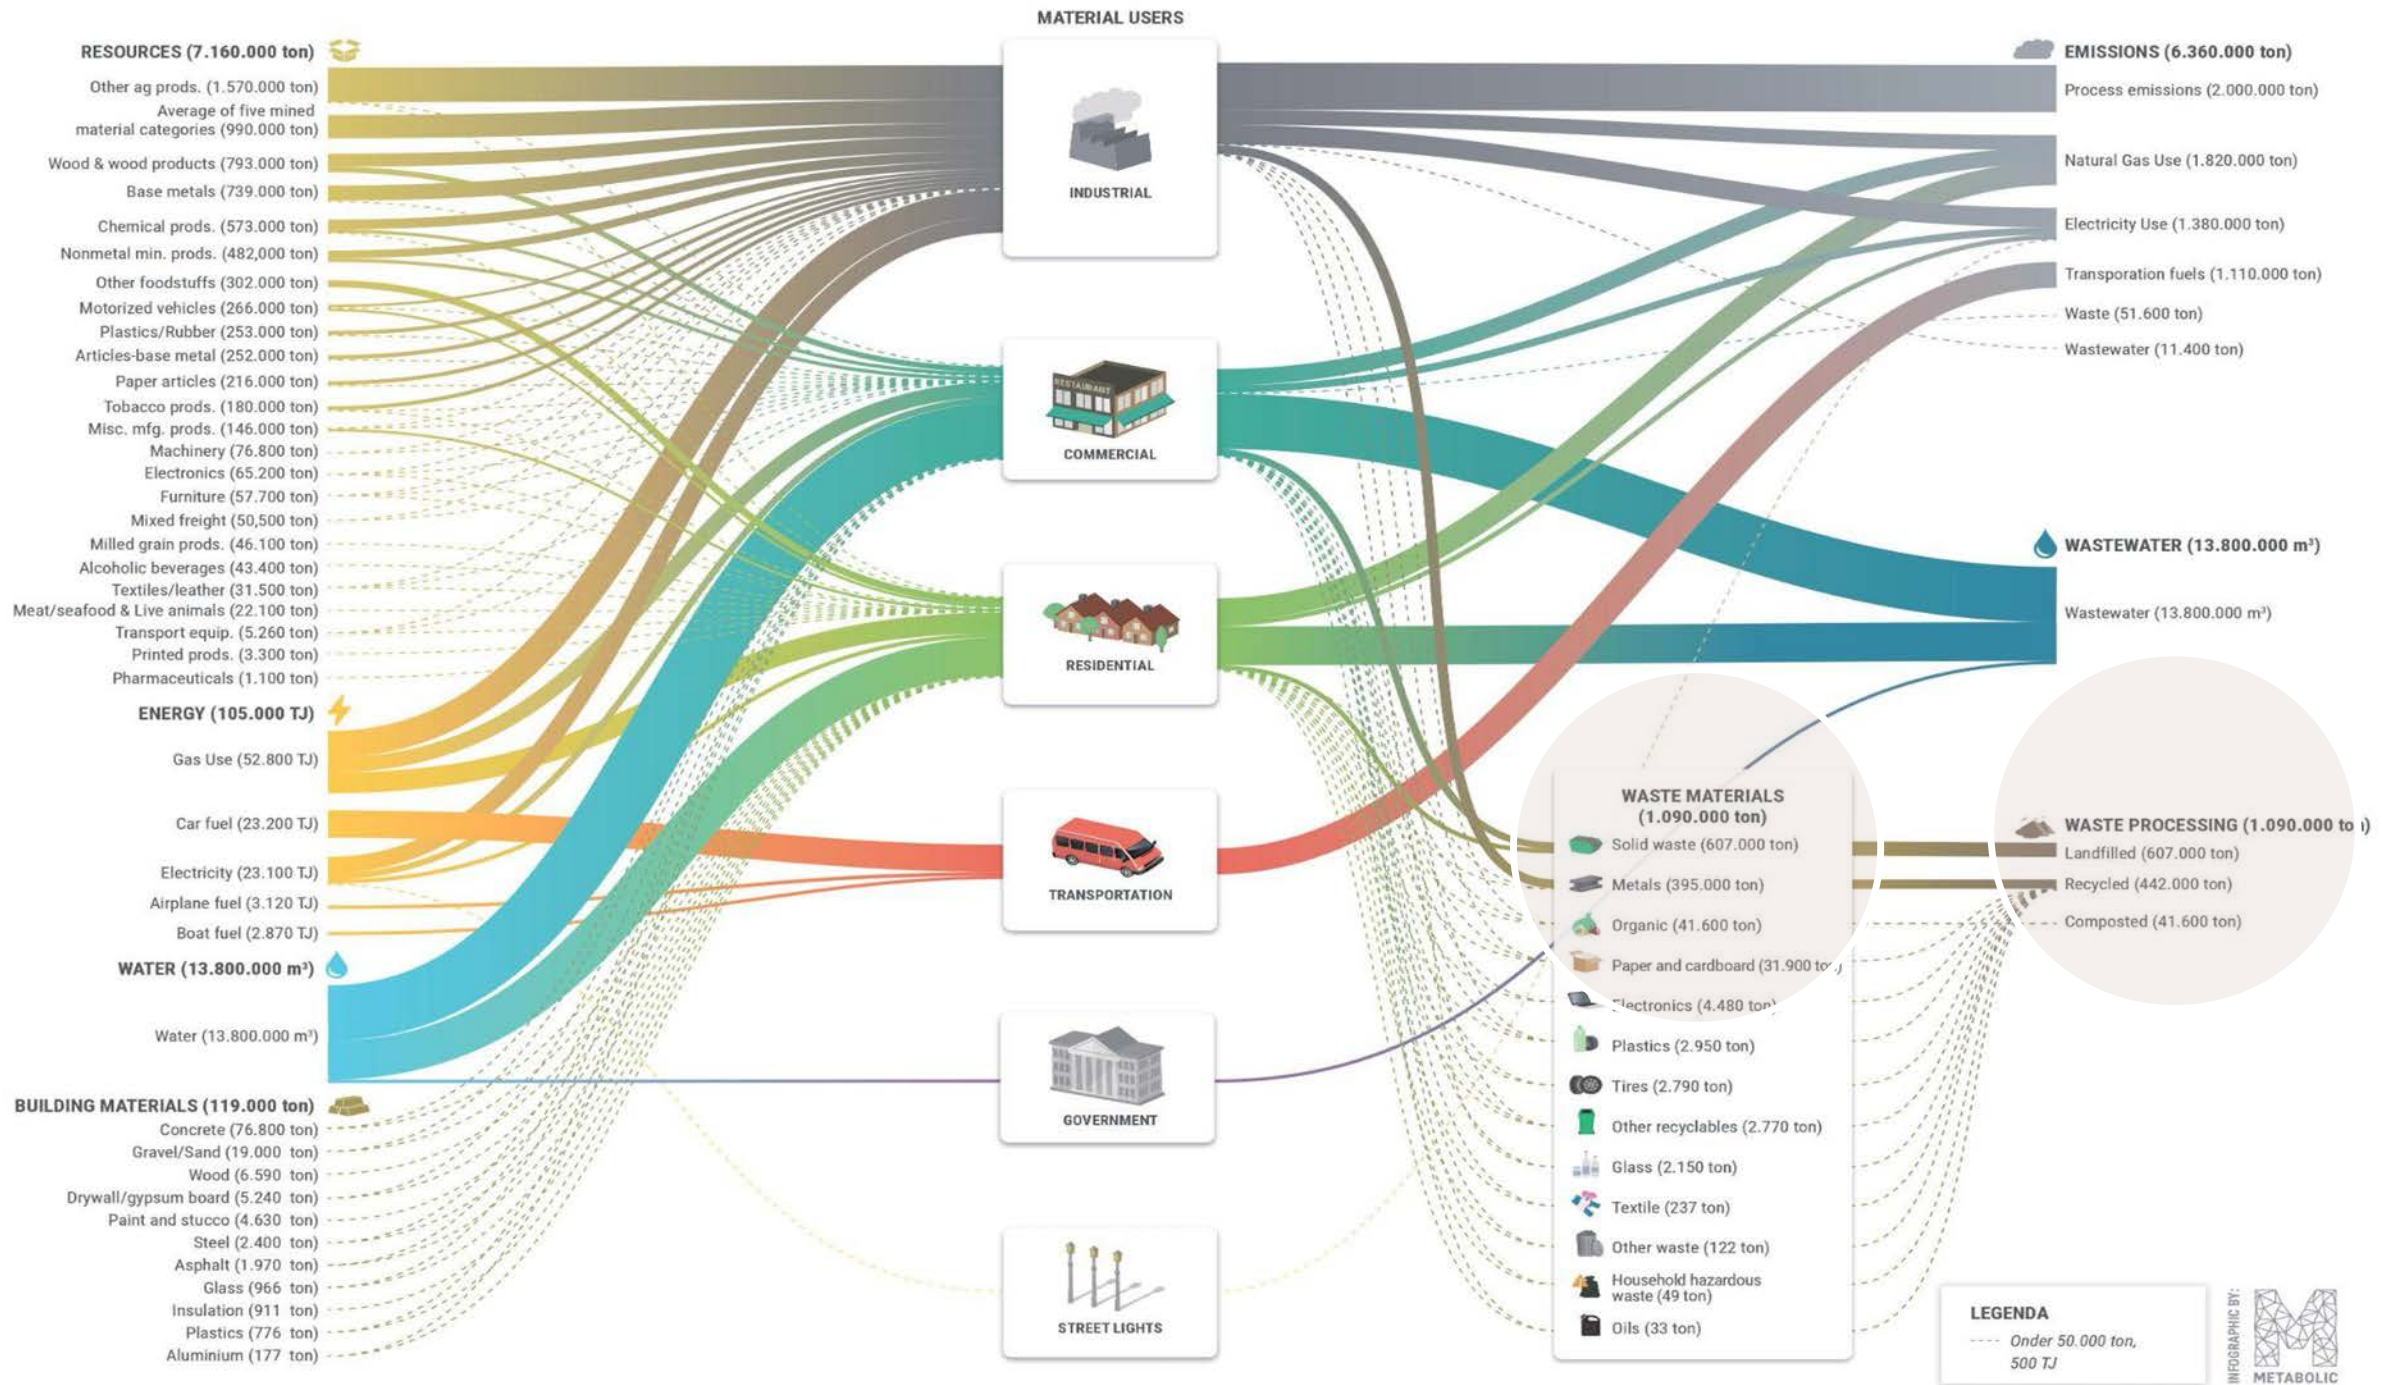 MATERIAL USERS
RESOURCES (7.160.000 ton)
Other ag prods. (1.570.000 ton)
Average of five mined
material categories (990.000 ton)
Wood & wood products (793.000 ton)
Base metals (739.000 ton)
Chemical prods. (573.000 ton)
Nonmetal min. prods. (482,000 ton)
Other foodstuffs (302.000 ton)
Motorized vehicles (266.000 ton)
Plastics/Rubber (253.000 ton)
Articles-base metal (252.000 ton)
Paper articles (216.000 ton)
Tobacco prods. (180.000 ton)
Misc. mfg. prods. (146.000 ton)
Machinery (76.800 ton)
Electronics (65.200 ton)
Furniture (57.700 ton)
Mixed freight (50,500 ton)
Milled grain prods. (46.100 ton)
Alcoholic beverages (43.400 ton)
Textiles/leather (31.500 ton)
Meat/seafood & Live animals (22.100 ton)
Transport equip. (5.260 ton)
Printed prods. (3.300 ton)
Pharmaceuticals (1.100 ton)
ENERGY (105.000 TJ)
Gas Use (52.800 TJ)
Car fuel (23.200 TJ)
Electricity (23.100 TJ)
Airplane fuel (3.120 TJ)
Boat fuel (2.870 TJ)
WATER (13.800.000 m³)
Water (13.800.000 m³)
BUILDING MATERIALS (119.000 ton)
Concrete (76.800 ton)
Gravel/Sand (19.000 ton)
Wood (6.590 ton)
Drywall/gypsum board (5.240 ton)
Paint and stucco (4.630 ton)
Steel (2.400 ton)
Asphalt (1.970 ton)
Glass (966 ton)
Insulation (911 ton)
Plastics (776 ton)
Aluminium (177 ton)
INDUSTRIAL
RESTAURANT
COMMERCIAL
RESIDENTIAL
TRANSPORTATION
GOVERNMENT
STREET LIGHTS
WASTE MATERIALS
(1.090.000 ton)
Solid waste (607.000 ton)
Metals (395.000 ton)
Organic (41.600 ton)
Paper and cardboard (31.900 ton)
Electronics (4.480 ton)
Plastics (2.950 ton)
Tires (2.790 ton)
Other recyclables (2.770 ton)
Glass (2.150 ton)
Textile (237 ton)
Other waste (122 ton)
Household hazardous
waste (49 ton)
Oils (33 ton)
EMISSIONS (6.360.000 ton)
Process emissions (2.000.000 ton)
Natural Gas Use (1.820.000 ton)
Electricity Use (1.380.000 ton)
Transporation fuels (1.110.000 ton)
Waste (51.600 ton)
Wastewater (11.400 ton)
WASTEWATER (13.800.000 m³)
Wastewater (13.800.000 m³)
WASTE PROCESSING (1.090.000 ton)
Landfilled (607.000 ton)
Recycled (442.000 ton)
Composted (41.600 ton)
LEGENDA
Onder 50.000 ton,
500 TJ
INFOGRAPHIC BY:
METABOLIC